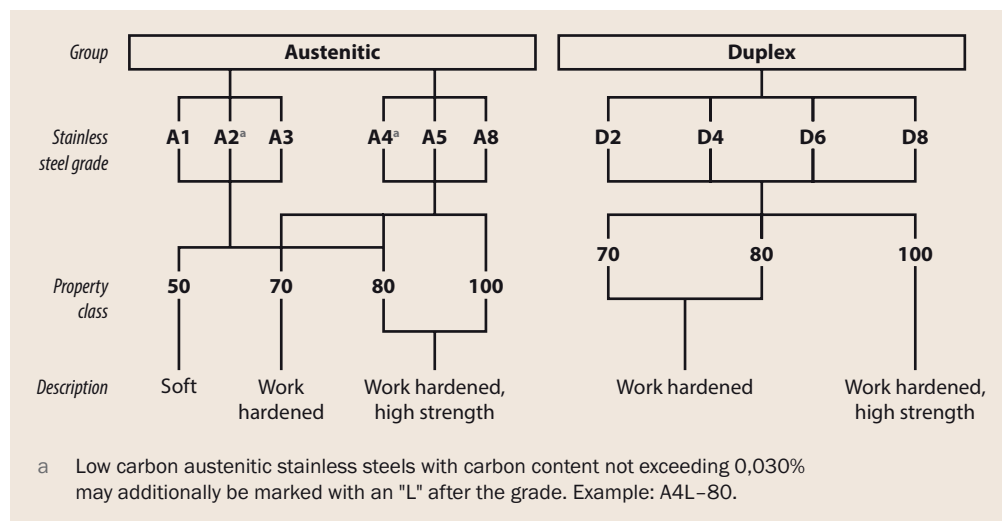 Group Austenitic Duplex
Stainless steel grade A1 A2a A3 A4a A5 A8 D2 D4 D6 D8
70 80 100
Property class 50 70 80 100
Description Soft Work hardened Work hardened, high strength Work hardened Work hardened, high strength
a Low carbon austenitic stainless steels with carbon content not exceeding 0,030%
may additionally be marked with an "L" after the grade. Example: A4L–80.